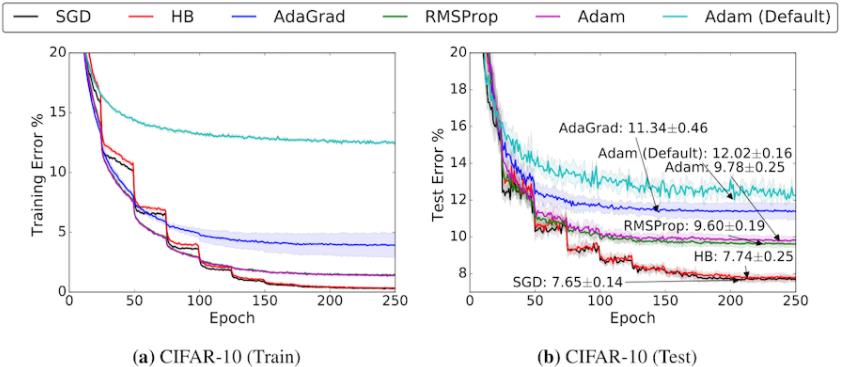 SGD HB AdaGrad RMSProp Adam Adam (Default)
20
15
10
5
0
0 50 100 150 200 250
Training Error %
Epoch
20
18
16
14
12
10
8
0 50 100 150 200 250
Test Error %
Epoch
AdaGrad: 11.34±0.46
Adam (Default): 12.02±0.16
Adam: 9.78±0.25
RMSProp: 9.60±0.19
HB: 7.74±0.25
SGD: 7.65±0.14
(a) CIFAR-10 (Train)
(b) CIFAR-10 (Test)